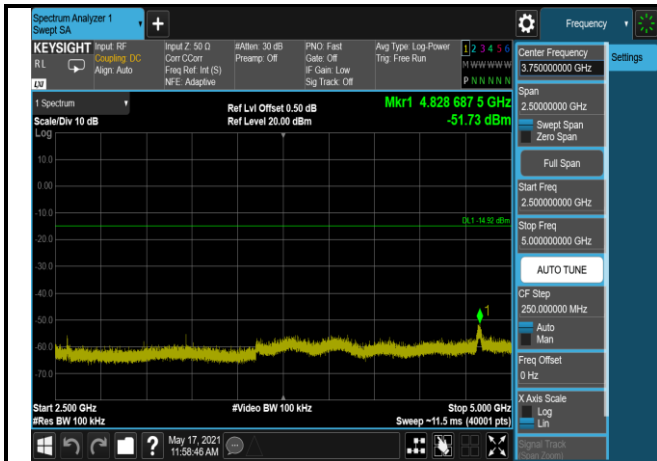 Spectrum Analyzer 1
Swept SA
+
Frequency
KEYSIGHT
RL
LXI
Input: RF
Coupling: DC
Align: Auto
Input Z: 50 Ω
Corr CCorr
Freq Ref: Int (S)
NFE: Adaptive
#Atten: 30 dB
Preamp: Off
PNO: Fast
Gate: Off
IF Gain: Low
Sig Track: Off
Avg Type: Log-Power
Trig: Free Run
1 2 3 4 5 6
M W W W W W
P N N N N N
Center Frequency
3.750000000 GHz
Settings
Span
2.50000000 GHz
Swept Span
Zero Span
Full Span
Start Freq
2.500000000 GHz
Stop Freq
5.000000000 GHz
AUTO TUNE
CF Step
250.000000 MHz
Auto
Man
Freq Offset
0 Hz
X Axis Scale
Log
Lin
Signal Track
(Span Zoom)
1 Spectrum
Scale/Div 10 dB
Log
Ref Lvl Offset 0.50 dB
Ref Level 20.00 dBm
Mkr1 4.828 687 5 GHz
-51.73 dBm
10.0
0.00
-10.0
DL1 -14.92 dBm
-20.0
-30.0
-40.0
-50.0
1
-60.0
-70.0
Start 2.500 GHz
#Video BW 100 kHz
Stop 5.000 GHz
#Res BW 100 kHz
Sweep ~11.5 ms (40001 pts)
?
May 17, 2021
11:58:46 AM